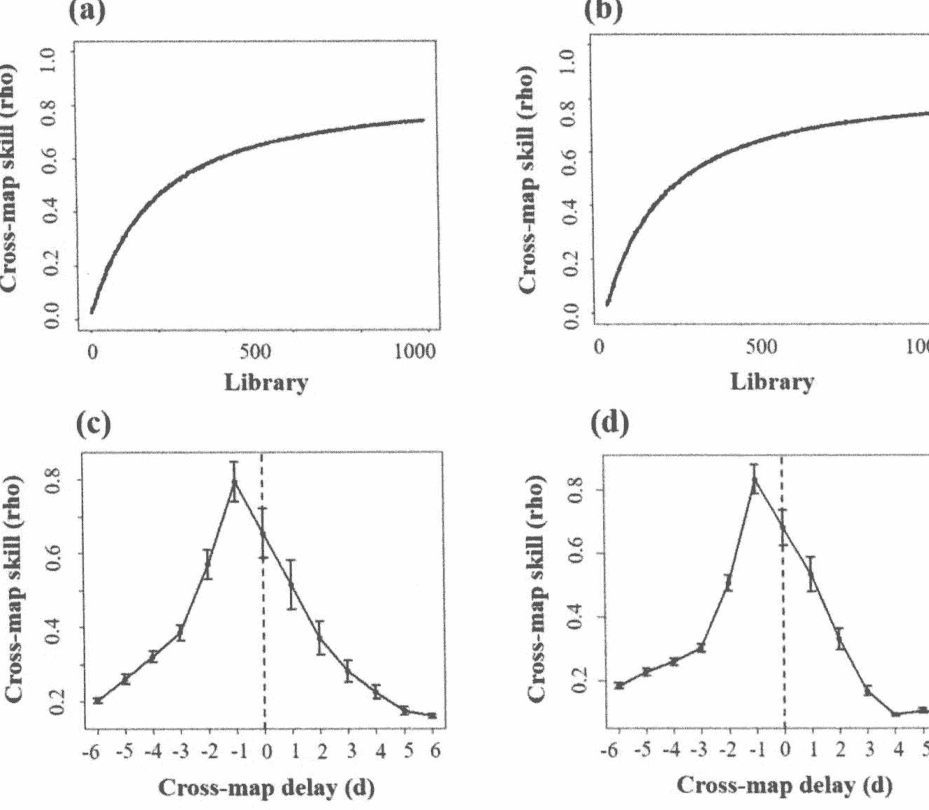 (a)
Cross-map skill (rho)
1.0
0.8
0.6
0.4
0.2
0.0
0 500 1000
Library
(b)
Cross-map skill (rho)
1.0
0.8
0.6
0.4
0.2
0.0
0 500 100
Library
(c)
Cross-map skill (rho)
0.8
0.6
0.4
0.2
-6 -5 -4 -3 -2 -1 0 1 2 3 4 5 6
Cross-map delay (d)
(d)
Cross-map skill (rho)
0.8
0.6
0.4
0.2
-6 -5 -4 -3 -2 -1 0 1 2 3 4 5
Cross-map delay (d)